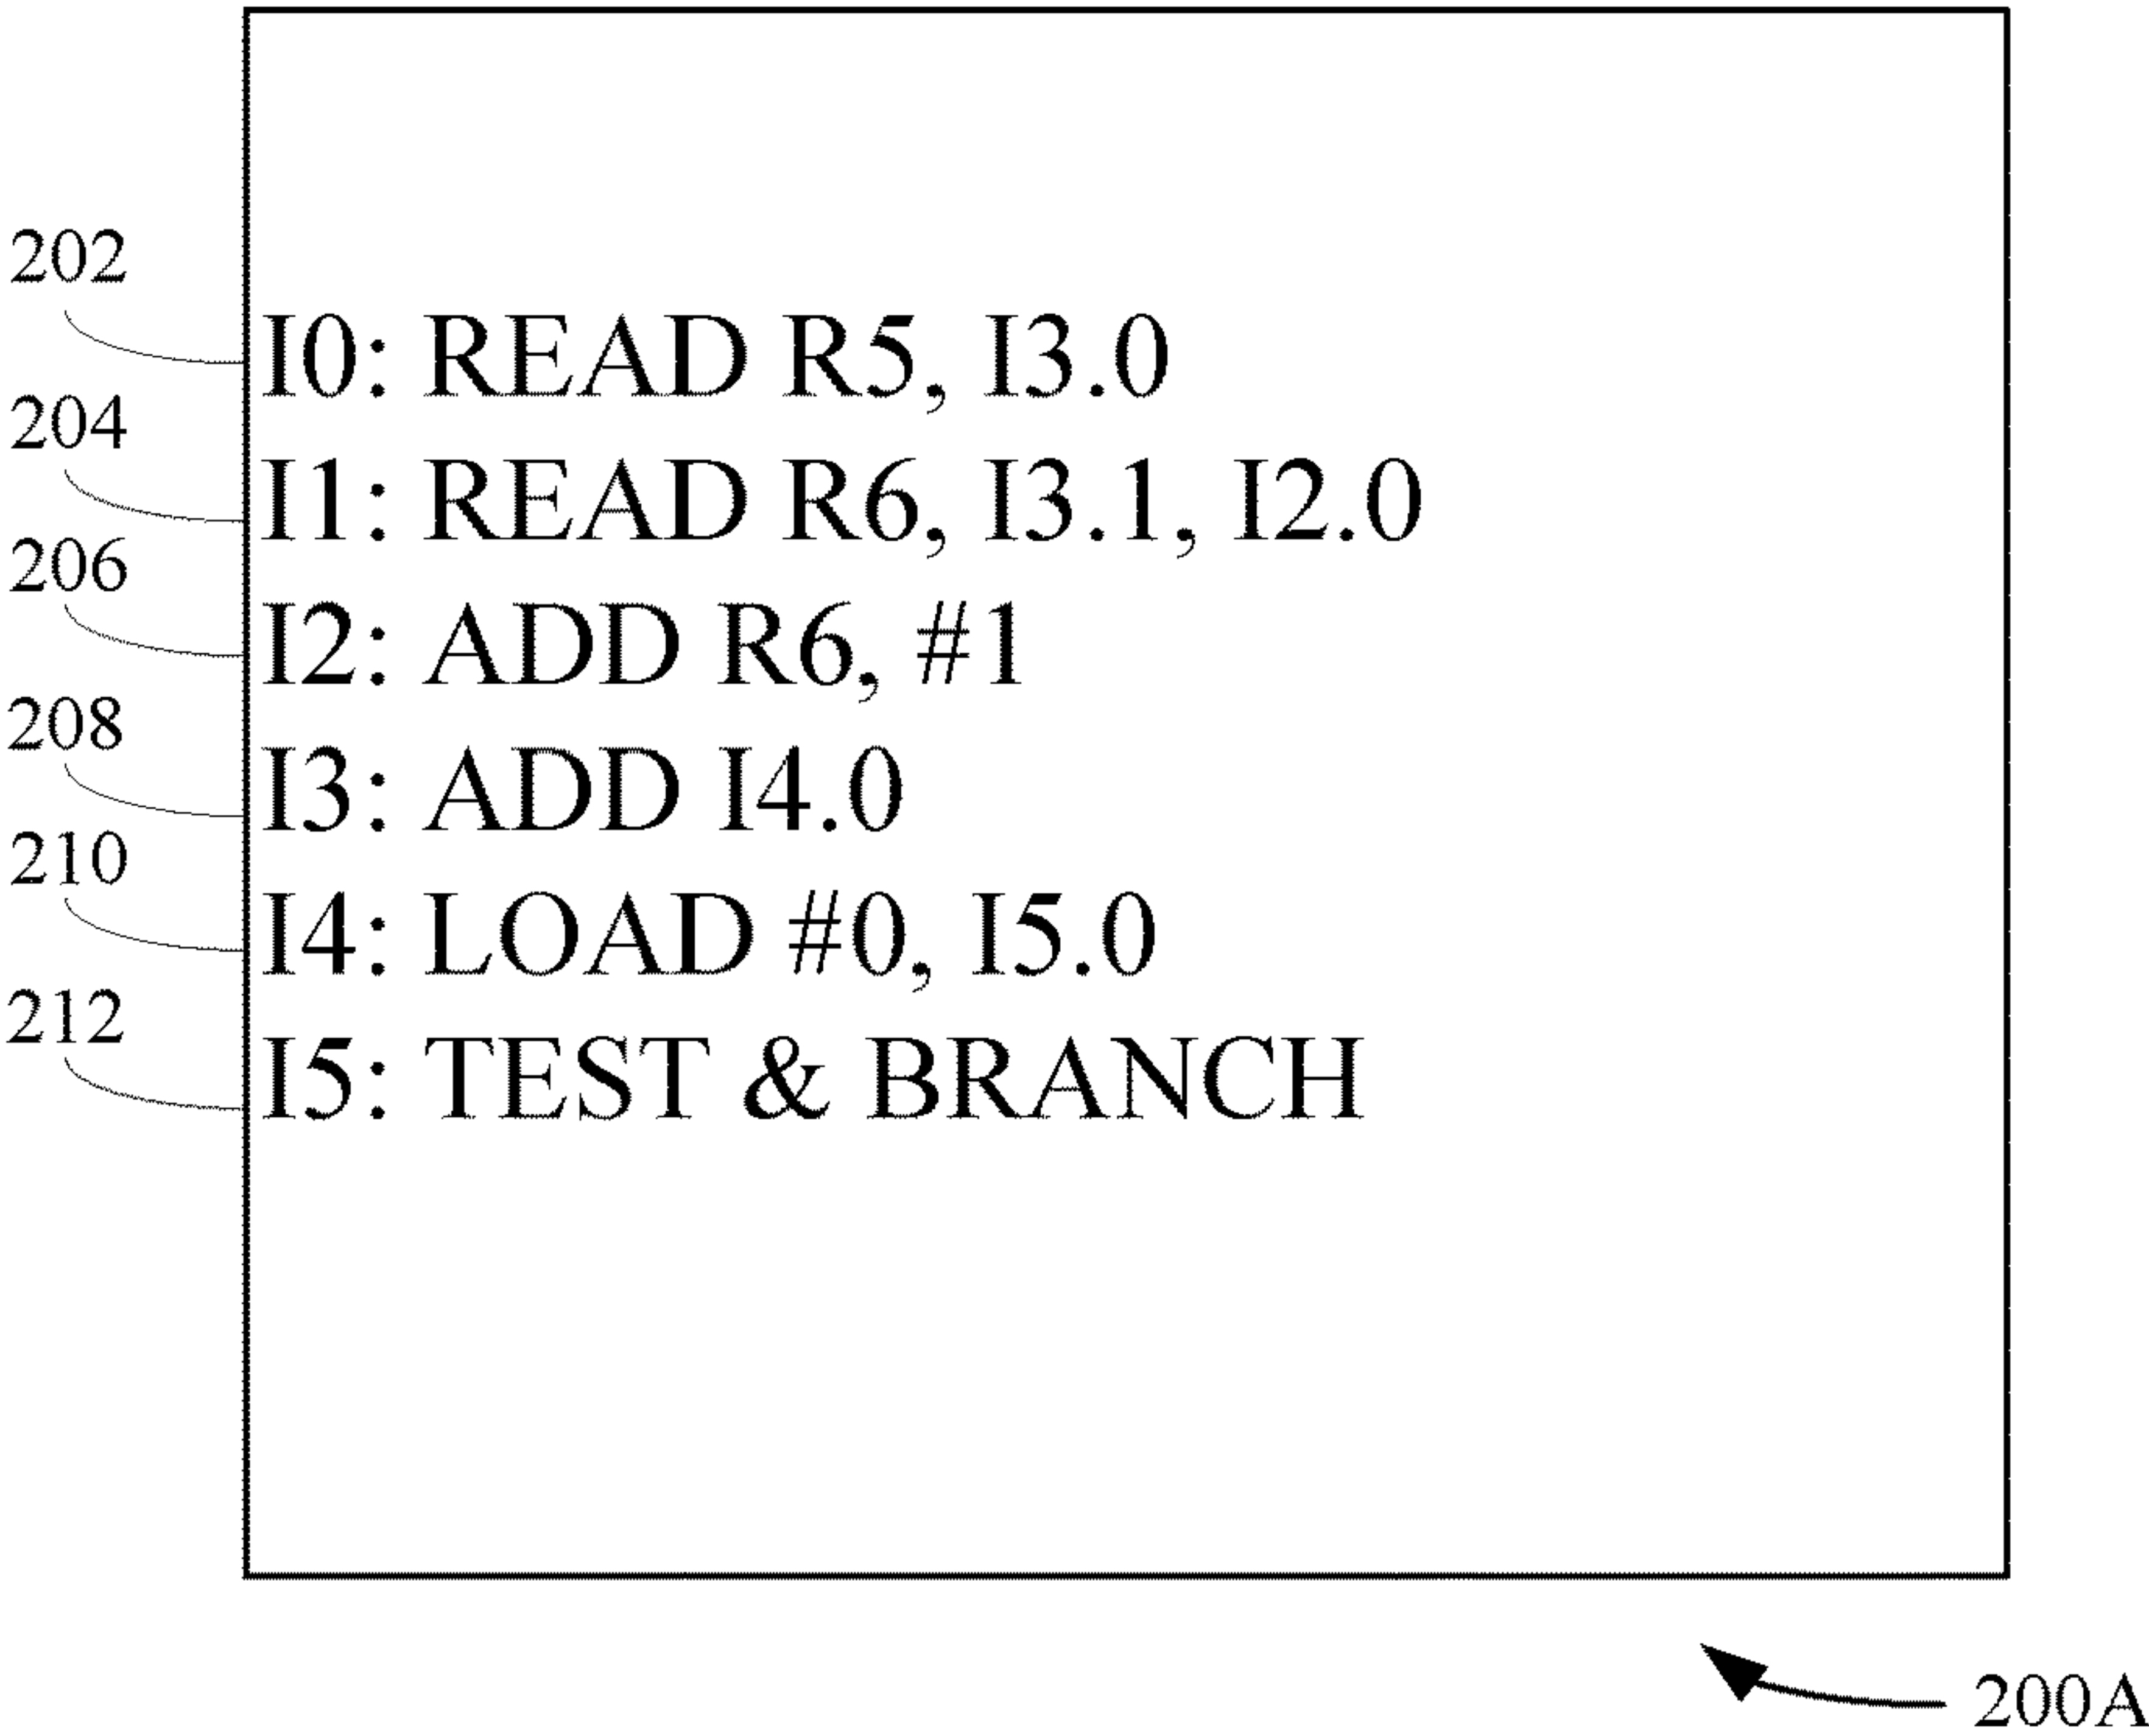 202
I0: READ R5, I3.0
204
I1: READ R6, I3.1, I2.0
206
I2: ADD R6, #1
208
I3: ADD I4.0
210
I4: LOAD #0, I5.0
212
I5: TEST & BRANCH
200A